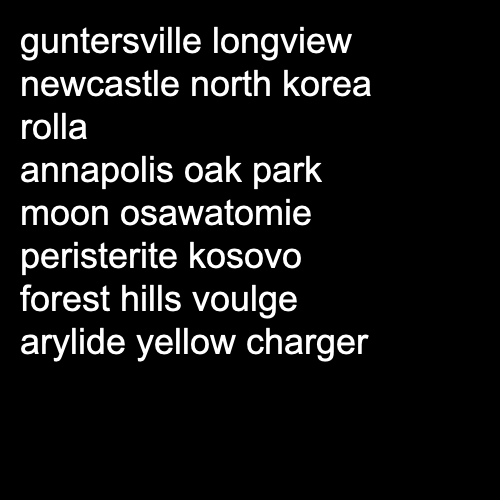 guntersville longview
newcastle north korea
rolla
annapolis oak park
moon osawatomie
peristerite kosovo
forest hills voulge
arylide yellow charger